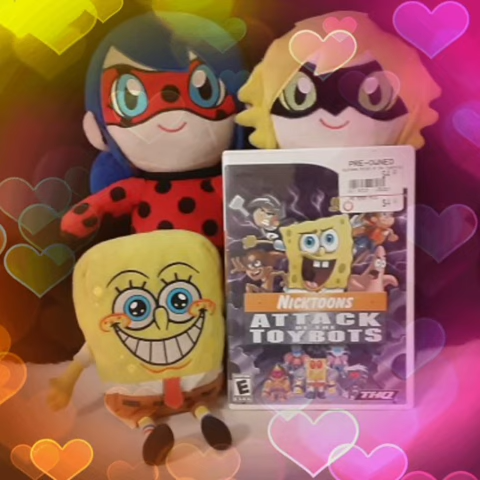 PRE-OWNED
NICKTOONS
ATTACK
OF THE
TOYBOTS
E
THQ